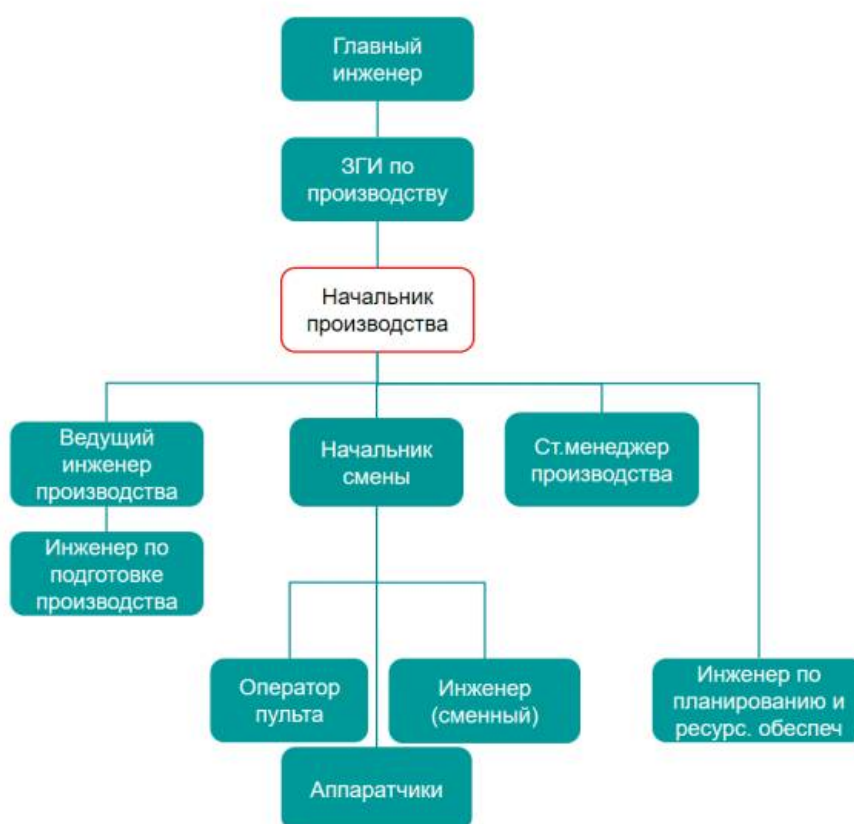 Главный
инженер
ЗГИ по
производству
Начальник
производства
Ведущий
инженер
производства
Начальник
смены
Ст.менеджер
производства
Инженер по
подготовке
производства
Оператор
пульта
Инженер
(сменный)
Инженер по
планированию и
ресурс. обеспеч
Аппаратчики